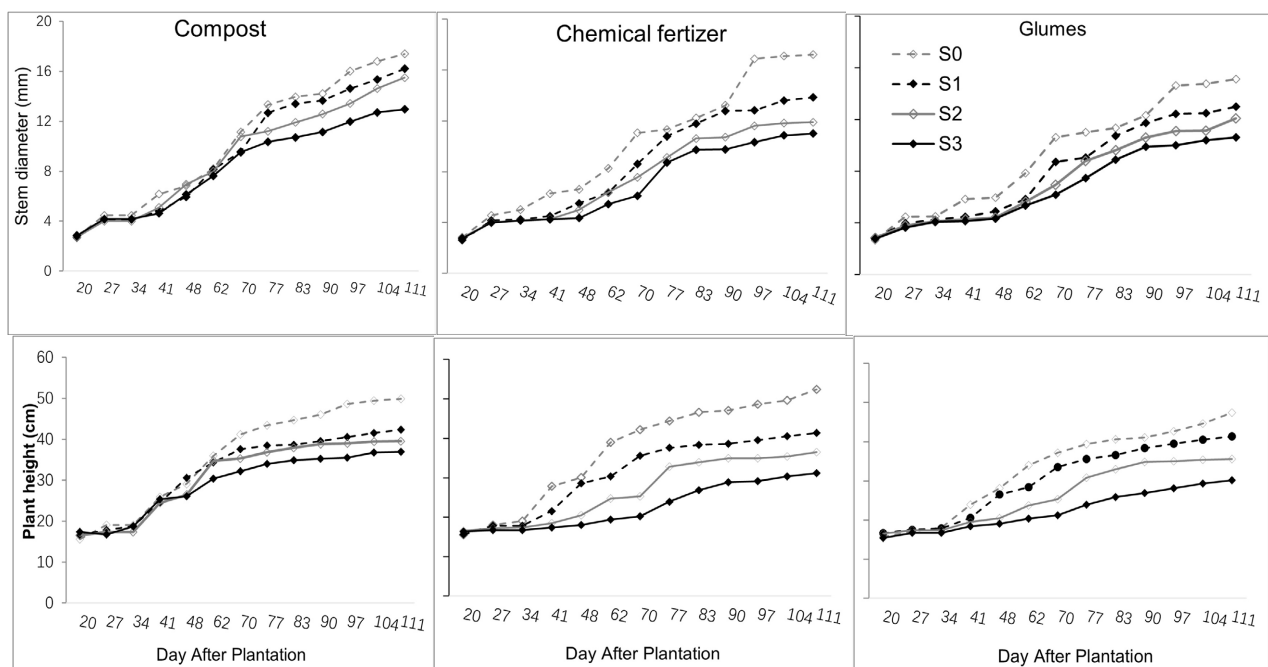 Compost
Chemical fertizer
Glumes
Stem diameter (mm)
20
16
12
8
4
0
S0
S1
S2
S3
20 27 34 41 48 62 70 77 83 90 97 104 111
20 27 34 41 48 62 70 77 83 90 97 104 111
20 27 34 41 48 62 70 77 83 90 97 104 111
Plant height (cm)
60
50
40
30
20
10
0
20 27 34 41 48 62 70 77 83 90 97 104 111
20 27 34 41 48 62 70 77 83 90 97 104 111
20 27 34 41 48 62 70 77 83 90 97 104 111
Day After Plantation
Day After Plantation
Day After Plantation